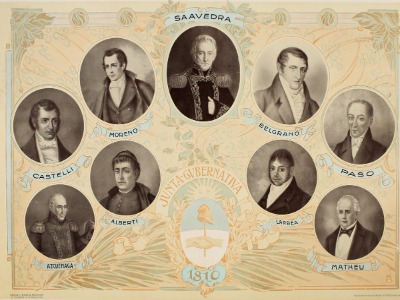 SAAVEDRA
MORENO
BELGRANO
CASTELLI
PASO
ALBERTI
LARREA
AZCUENAGA
MATHEU
JUNTA GUBERNATIVA
1810